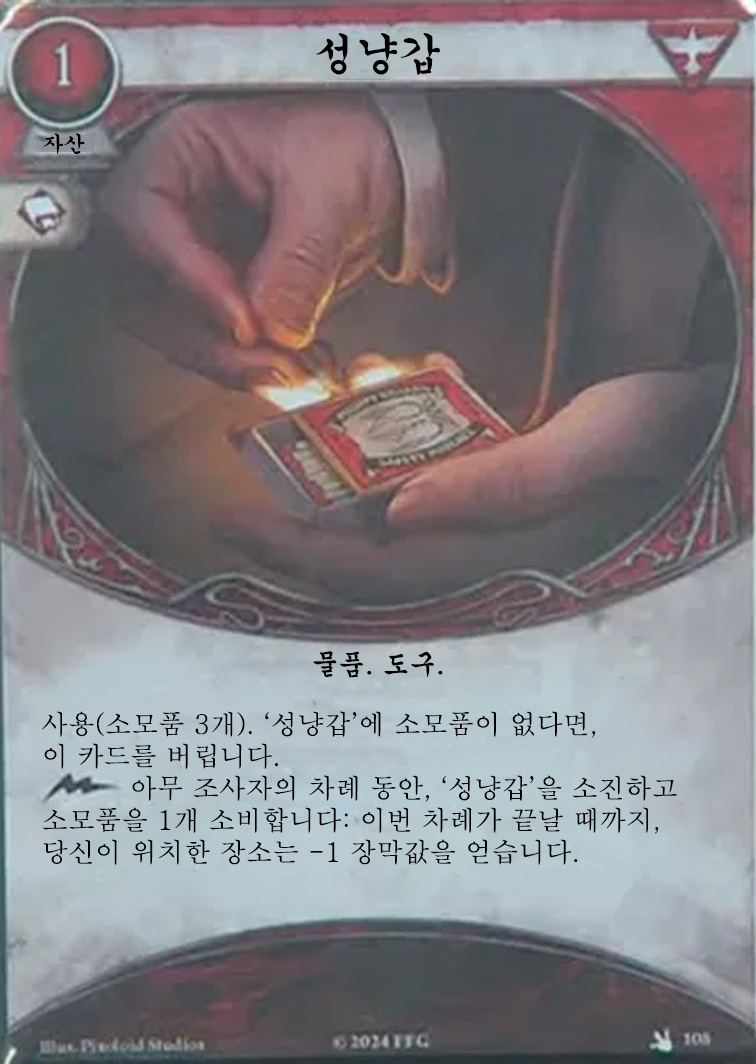 1
성냥갑
자산
SAFETY MATCHES
물품. 도구.
사용(소모품 3개). ‘성냥갑’에 소모품이 없다면,
이 카드를 버립니다.
아무 조사자의 차례 동안, ‘성냥갑’을 소진하고
소모품을 1개 소비합니다: 이번 차례가 끝날 때까지,
당신이 위치한 장소는 -1 장막값을 얻습니다.
Illus. Pixoloid Studios
© 2024 FFG
108